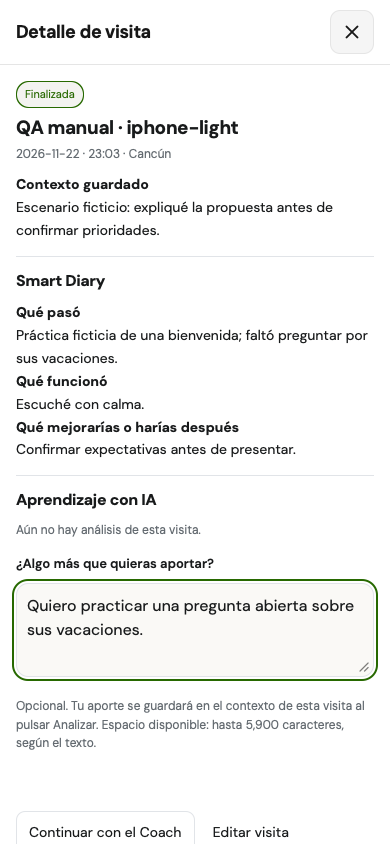 Detalle de visita
Finalizada
QA manual · iphone-light
2026-11-22 · 23:03 · Cancún
Contexto guardado
Escenario ficticio: expliqué la propuesta antes de
confirmar prioridades.
Smart Diary
Qué pasó
Práctica ficticia de una bienvenida; faltó preguntar por
sus vacaciones.
Qué funcionó
Escuché con calma.
Qué mejorarías o harías después
Confirmar expectativas antes de presentar.
Aprendizaje con IA
Aún no hay análisis de esta visita.
¿Algo más que quieras aportar?
Quiero practicar una pregunta abierta sobre
sus vacaciones.
Opcional. Tu aporte se guardará en el contexto de esta visita al
pulsar Analizar. Espacio disponible: hasta 5,900 caracteres,
según el texto.
Continuar con el Coach Editar visita